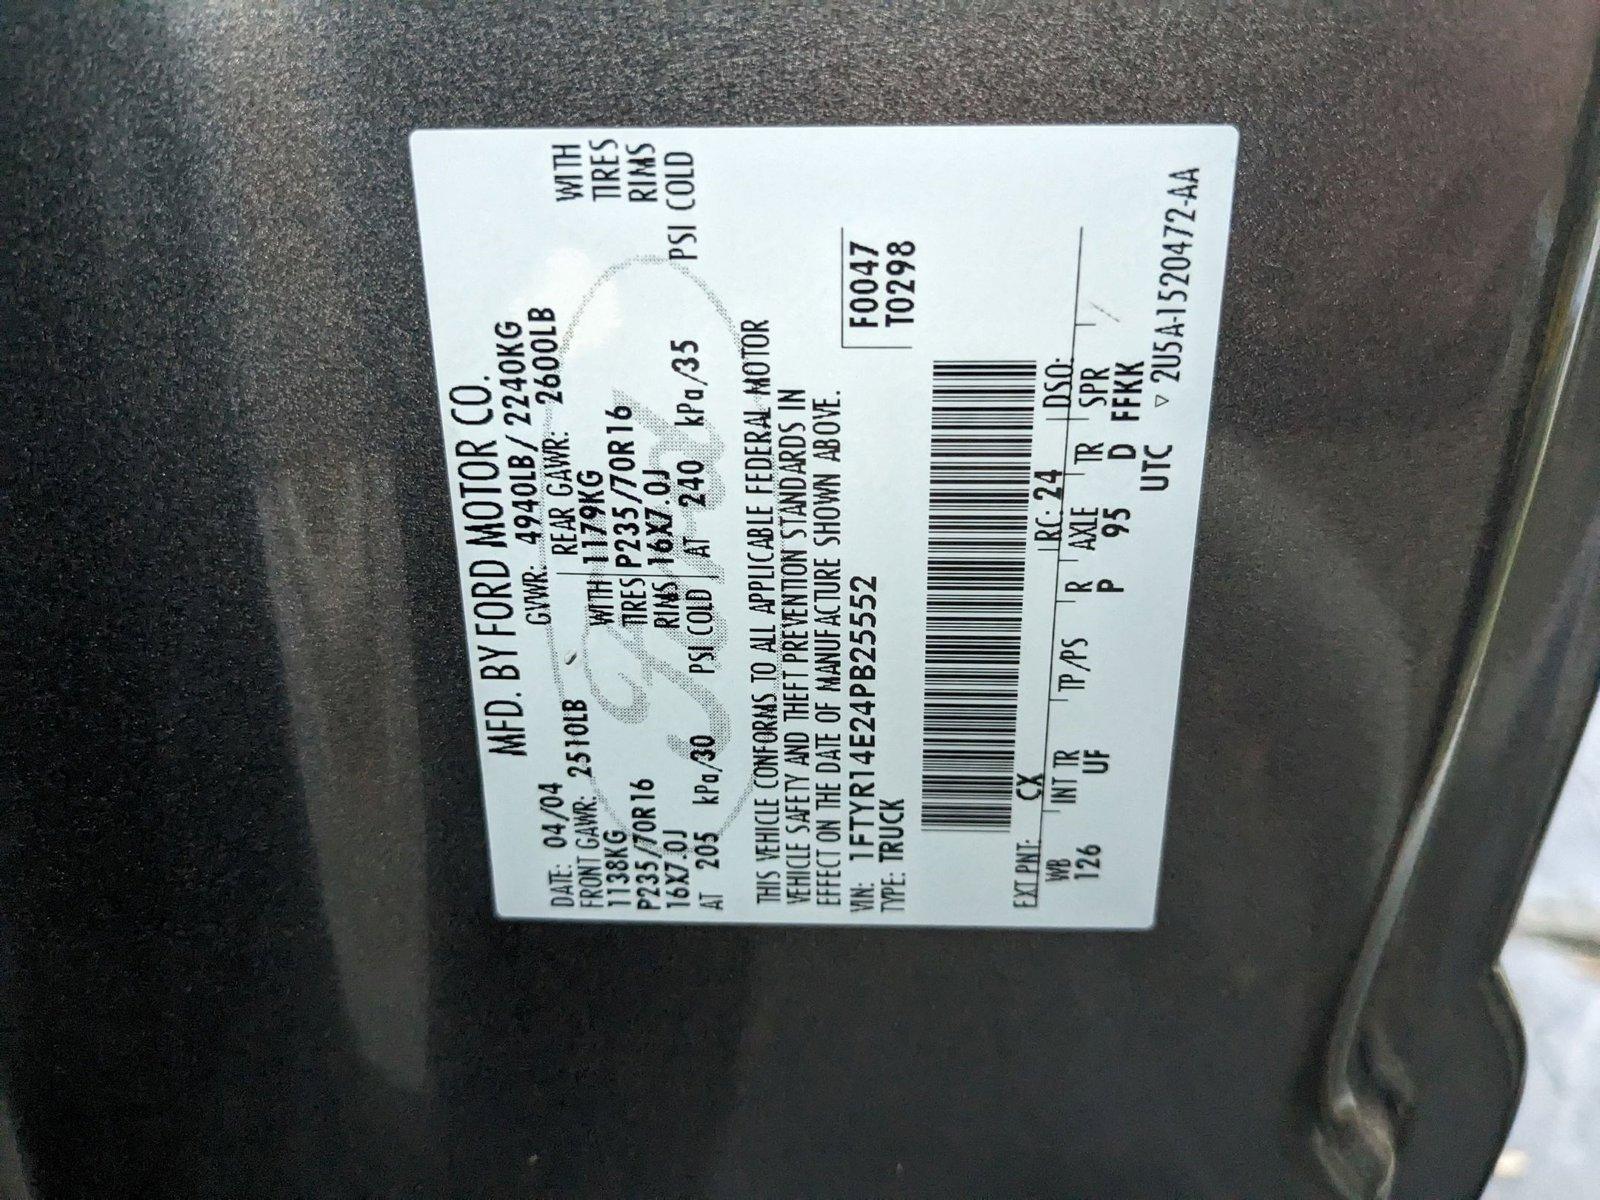 MFD. BY FORD MOTOR CO.
DATE: 04/04 GVWR: 4940LB/2240KG
FRONT GAWR: 2510LB REAR GAWR: 2600LB
1138KG WITH 1179KG WITH
P235/70R16 TIRES P235/70R16 TIRES
16X7.0J RIMS 16X7.0J RIMS
AT 205 kPa/30 PSI COLD AT 240 kPa/35 PSI COLD
Ford
THIS VEHICLE CONFORMS TO ALL APPLICABLE FEDERAL MOTOR
VEHICLE SAFETY AND THEFT PREVENTION STANDARDS IN
EFFECT ON THE DATE OF MANUFACTURE SHOWN ABOVE.
VIN: 1FTYR14E24PB25552 F0047
TYPE: TRUCK T0298
EXT PNT: CX RC: 24 DSO:
WB INT TR TP/PS R AXLE TR SPR
126 UF P 95 D FFKK
UTC ▽ 2U5A-1520472-AA